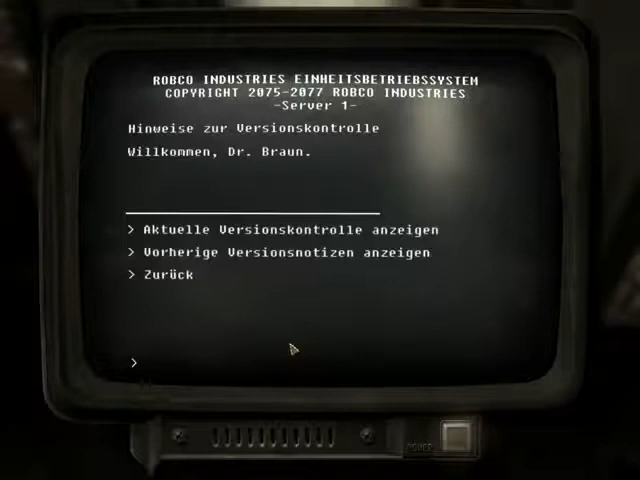 ROBCO INDUSTRIES EINHEITSBETRIEBSSYSTEM
COPYRIGHT 2075-2077 ROBCO INDUSTRIES
-Server 1-
Hinweise zur Versionskontrolle
Willkommen, Dr. Braun.
> Aktuelle Versionskontrolle anzeigen
> Vorherige Versionsnotizen anzeigen
> Zurück
>
POWER